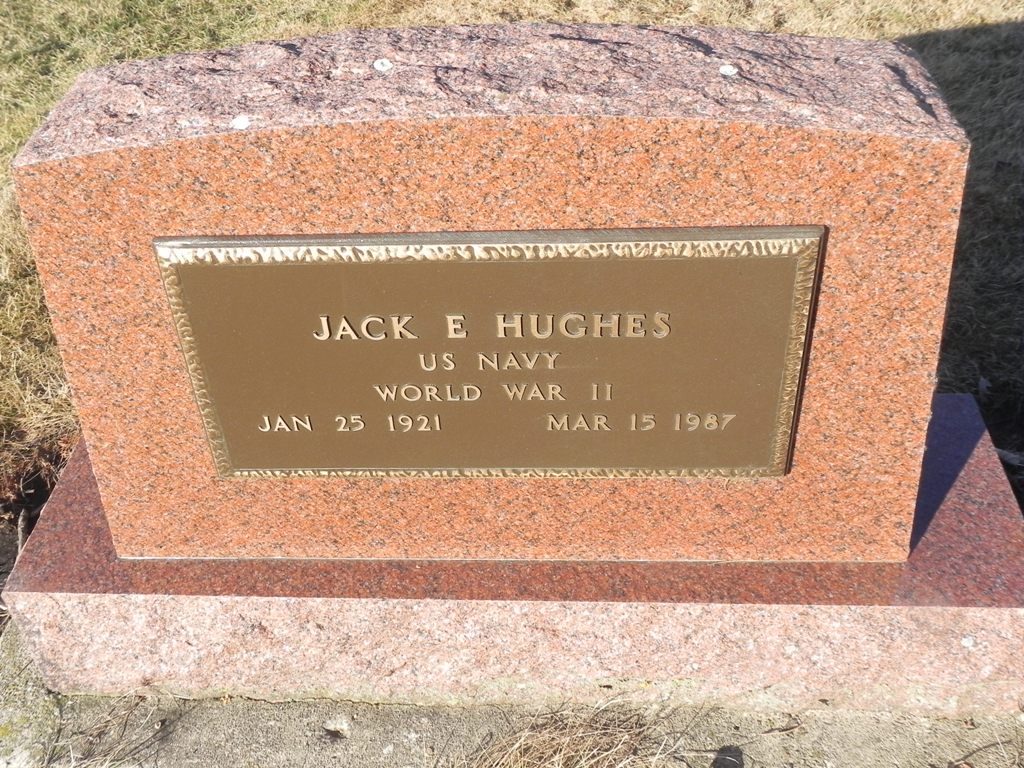 JACK E HUGHES
US NAVY
WORLD WAR II
JAN 25 1921 MAR 15 1987